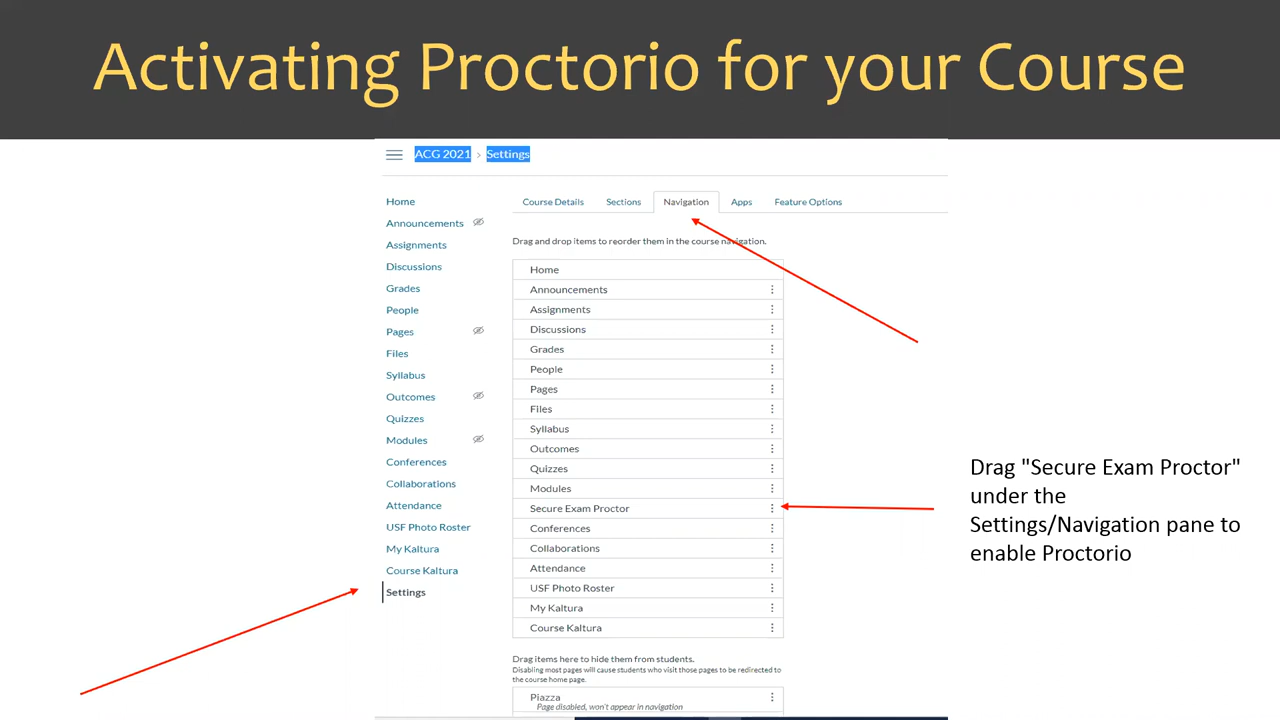 Activating Proctorio for your Course
ACG 2021 › Settings
Home
Announcements
Assignments
Discussions
Grades
People
Pages
Files
Syllabus
Outcomes
Quizzes
Modules
Conferences
Collaborations
Attendance
USF Photo Roster
My Kaltura
Course Kaltura
Settings
Course Details Sections Navigation Apps Feature Options
Drag and drop items to reorder them in the course navigation.
Home
Announcements
Assignments
Discussions
Grades
People
Pages
Files
Syllabus
Outcomes
Quizzes
Modules
Secure Exam Proctor
Conferences
Collaborations
Attendance
USF Photo Roster
My Kaltura
Course Kaltura
Drag items here to hide them from students.
Disabling most pages will cause students who visit those pages to be redirected to
the course home page.
Piazza
Page disabled, won't appear in navigation
Drag "Secure Exam Proctor"
under the
Settings/Navigation pane to
enable Proctorio